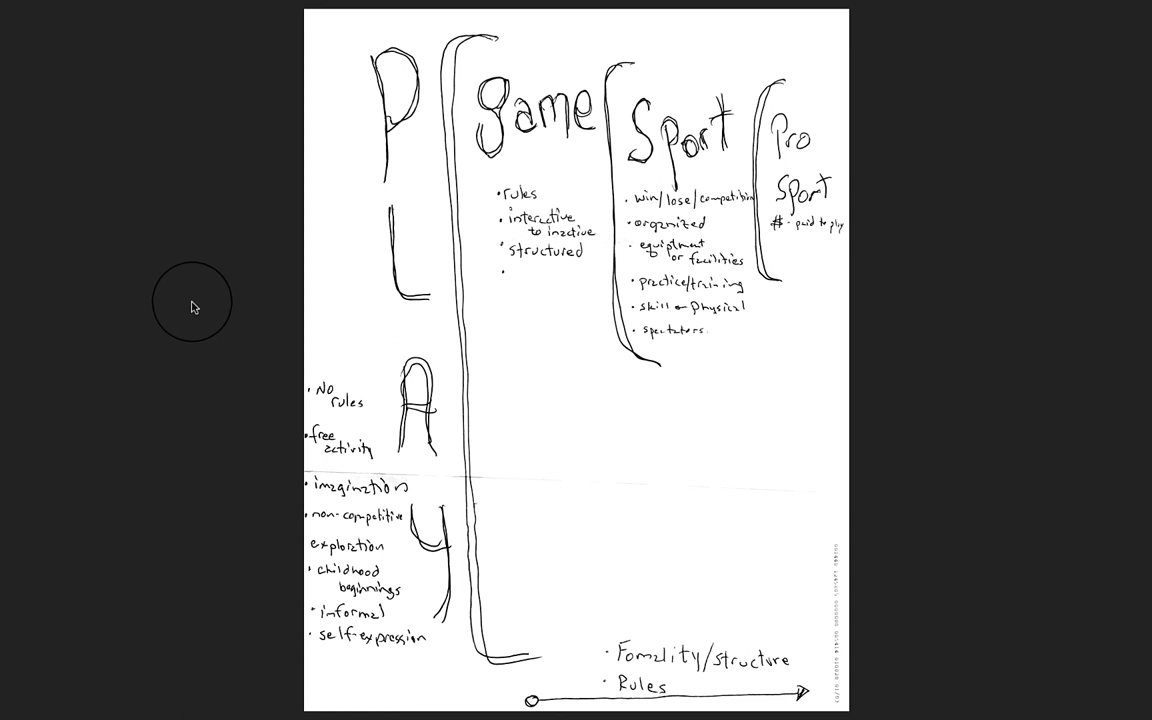 PLAY
game
Sport
Pro
Sport
$ - paid to play
• rules
• interactive
to inactive
• structured
•
• win/lose/competition
• organized
• equiptment
or facilities
• practice/training
• skill or Physical
• spectators.
• No
rules
• free
activity
• imagination
• non-competitive
exploration
• childhood
beginnings
• informal
• self-expression
• Fomality/structure
• Rules